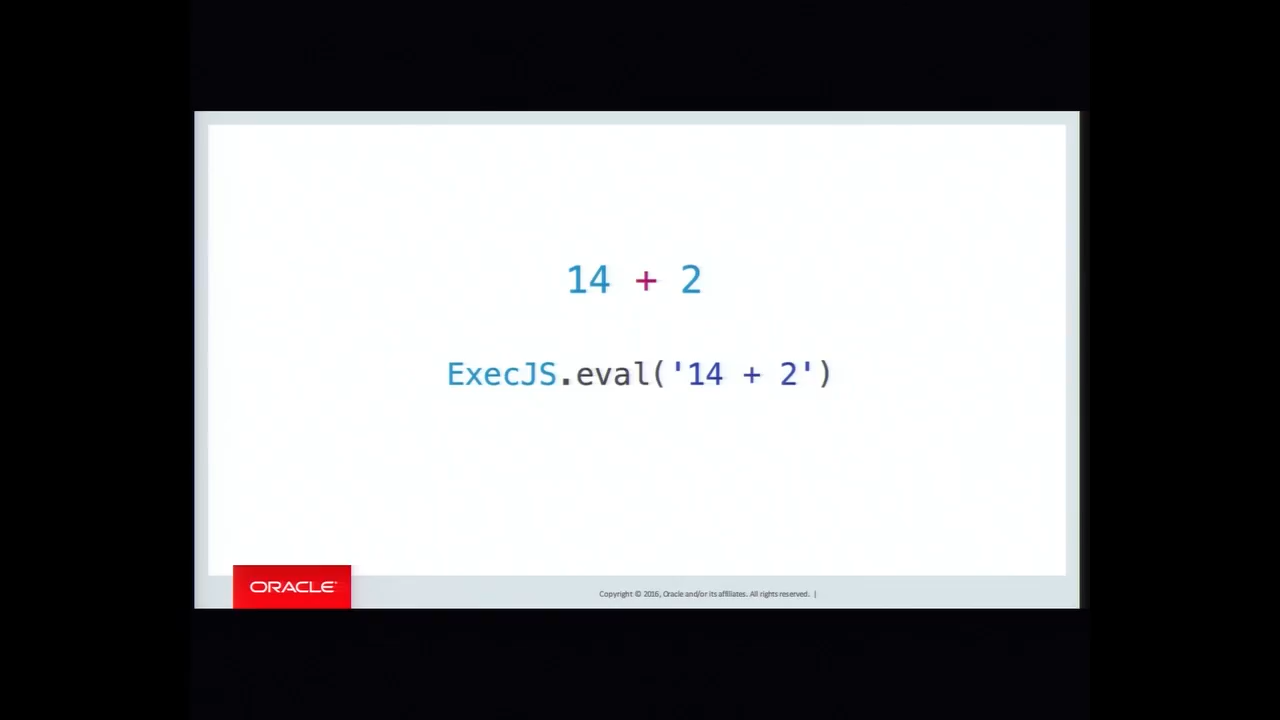 14 + 2
ExecJS.eval('14 + 2')
ORACLE
Copyright © 2016, Oracle and/or its affiliates. All rights reserved. |